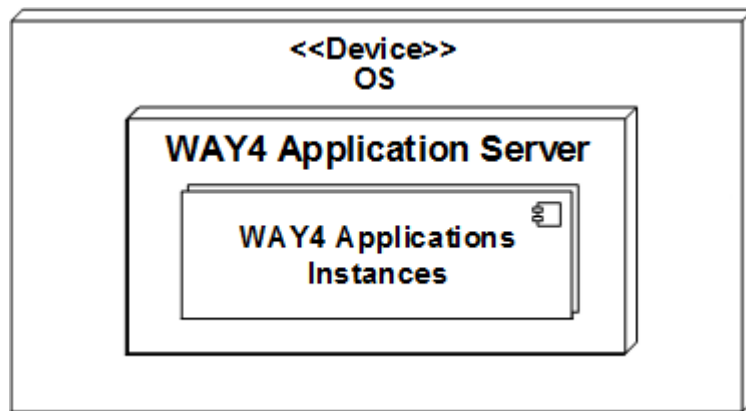 <<Device>>
OS
WAY4 Application Server
WAY4 Applications
Instances